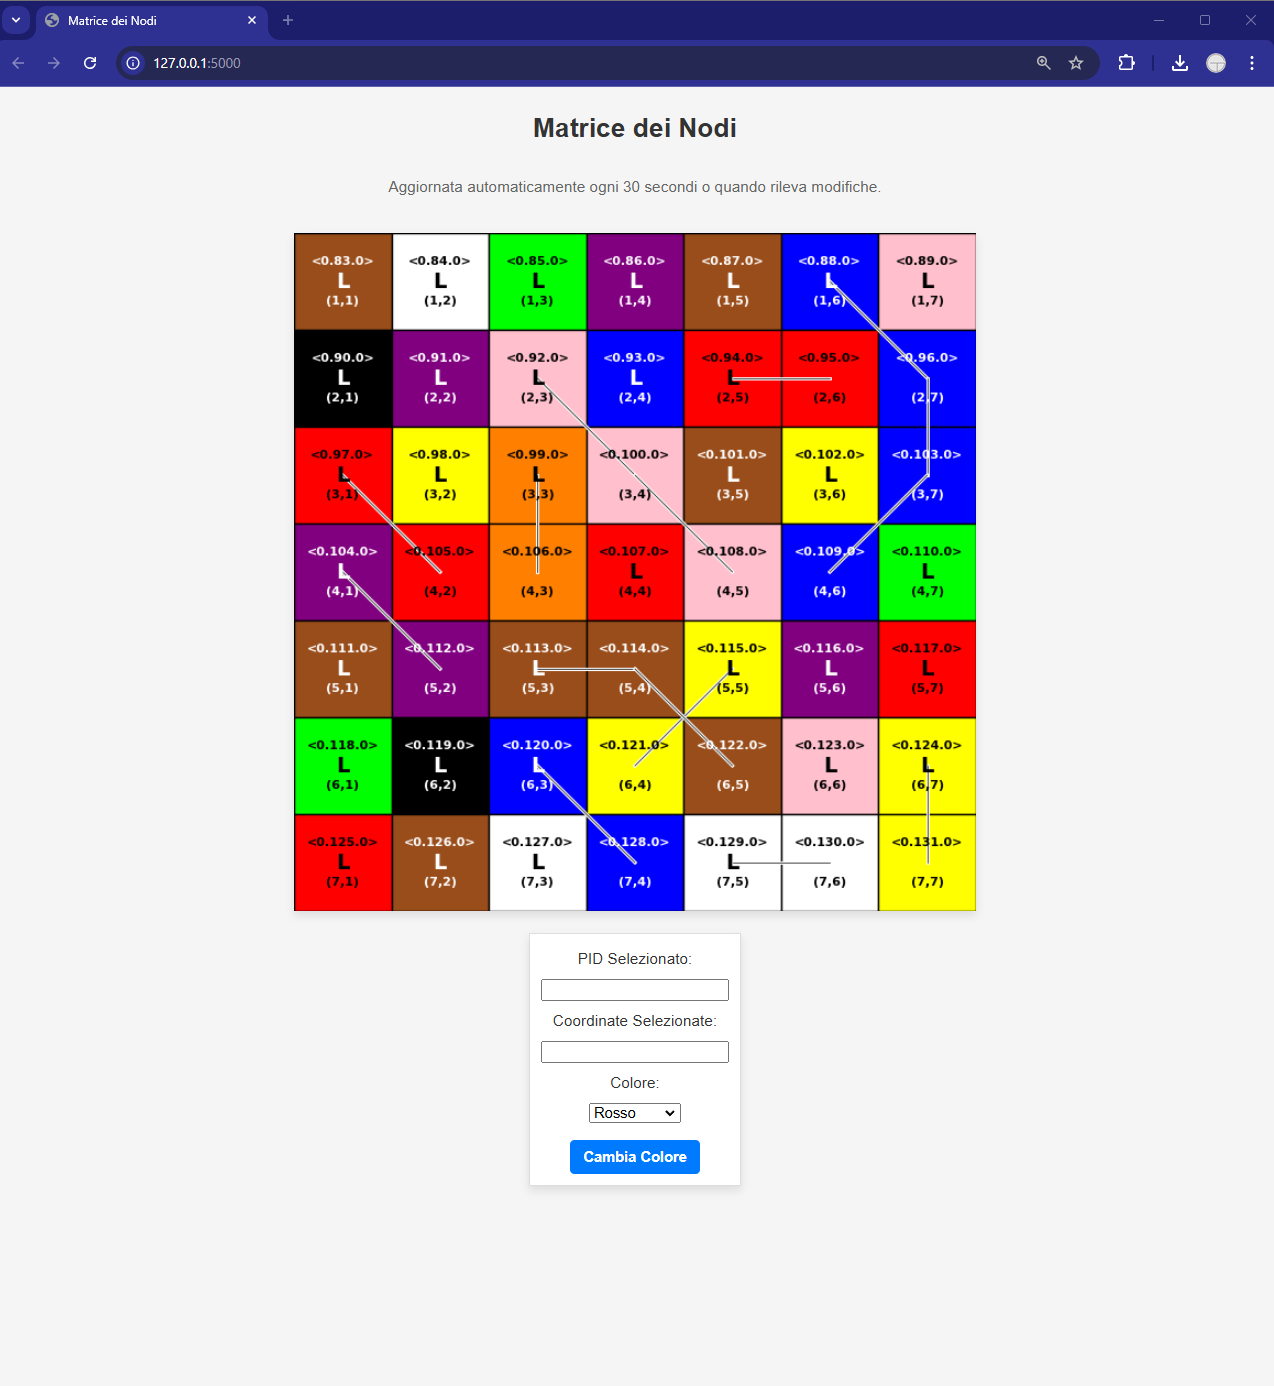 Matrice dei Nodi
127.0.0.1:5000
Matrice dei Nodi
Aggiornata automaticamente ogni 30 secondi o quando rileva modifiche.
<0.83.0> <0.84.0> <0.85.0> <0.86.0> <0.87.0> <0.88.0> <0.89.0>
L L L L L L L
(1,1) (1,2) (1,3) (1,4) (1,5) (1,6) (1,7)
<0.90.0> <0.91.0> <0.92.0> <0.93.0> <0.94.0> <0.95.0> <0.96.0>
L L L L L
(2,1) (2,2) (2,3) (2,4) (2,5) (2,6) (2,7)
<0.97.0> <0.98.0> <0.99.0> <0.100.0> <0.101.0> <0.102.0> <0.103.0>
L L L L L
(3,1) (3,2) (3,3) (3,4) (3,5) (3,6) (3,7)
<0.104.0> <0.105.0> <0.106.0> <0.107.0> <0.108.0> <0.109.0> <0.110.0>
L L L
(4,1) (4,2) (4,3) (4,4) (4,5) (4,6) (4,7)
<0.111.0> <0.112.0> <0.113.0> <0.114.0> <0.115.0> <0.116.0> <0.117.0>
L L L L L
(5,1) (5,2) (5,3) (5,4) (5,5) (5,6) (5,7)
<0.118.0> <0.119.0> <0.120.0> <0.121.0> <0.122.0> <0.123.0> <0.124.0>
L L L L L
(6,1) (6,2) (6,3) (6,4) (6,5) (6,6) (6,7)
<0.125.0> <0.126.0> <0.127.0> <0.128.0> <0.129.0> <0.130.0> <0.131.0>
L L L L
(7,1) (7,2) (7,3) (7,4) (7,5) (7,6) (7,7)
PID Selezionato:
Coordinate Selezionate:
Colore:
Rosso
Cambia Colore